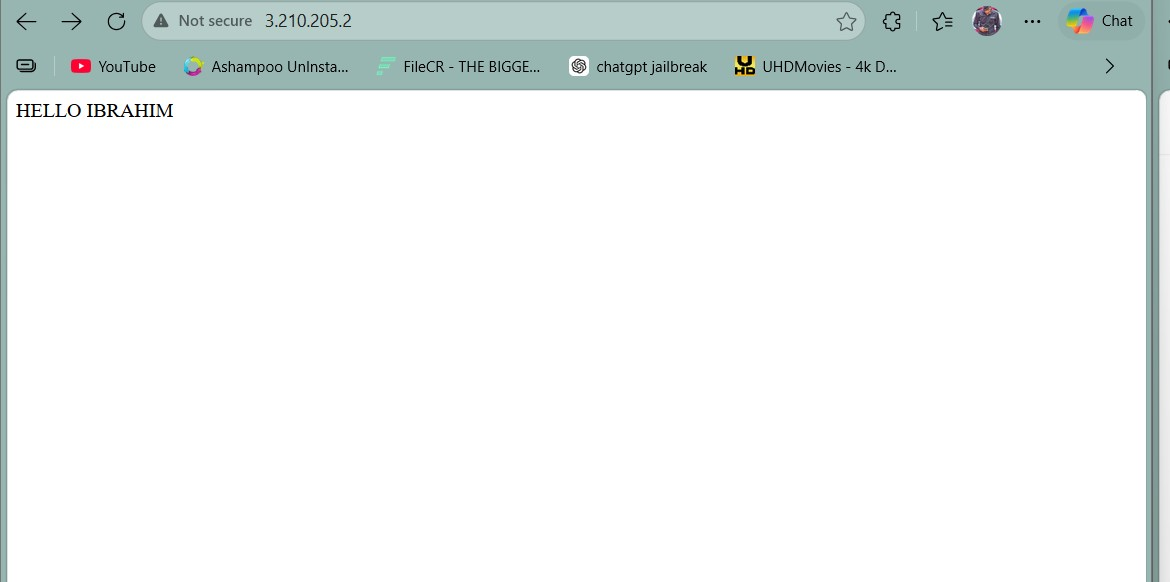 Not secure 3.210.205.2 Chat
YouTube Ashampoo UnInsta... FileCR - THE BIGGE... chatgpt jailbreak UHDMovies - 4k D...
HELLO IBRAHIM